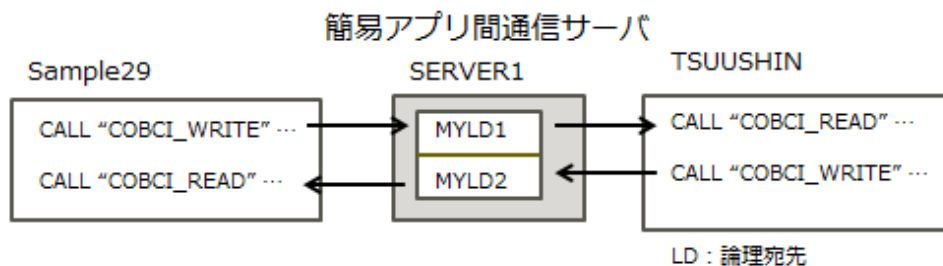 簡易アプリ間通信サーバ
Sample29
SERVER1
TSUUSHIN
CALL “COBCI_WRITE” …
MYLD1
CALL “COBCI_READ” …
CALL “COBCI_READ” …
MYLD2
CALL “COBCI_WRITE” …
LD：論理宛先